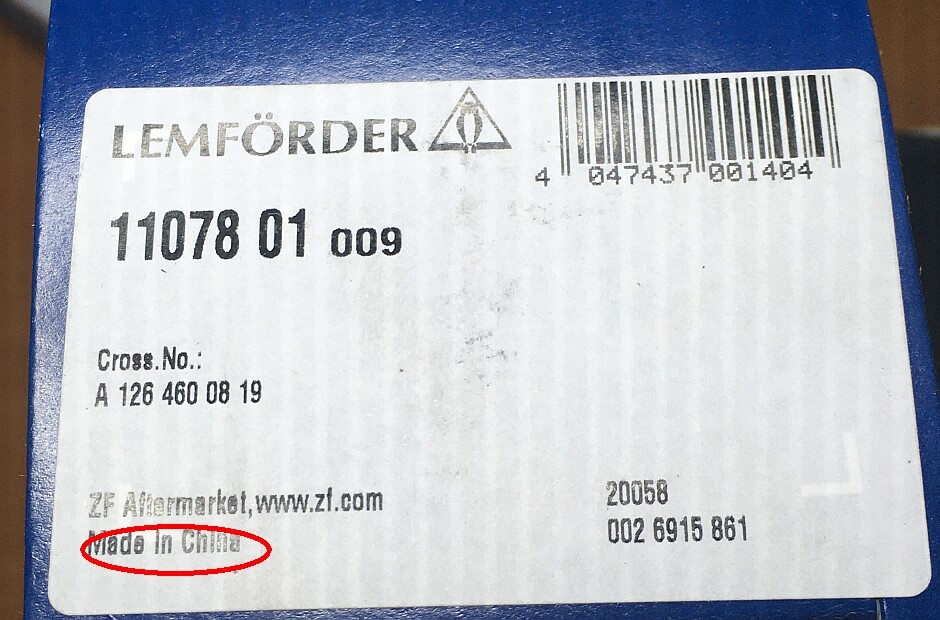 LEMFÖRDER
4 047437 001404
11078 01 009
Cross.No.:
A 126 460 08 19
ZF Aftermarket,www.zf.com
Made in China
20058
002 6915 861